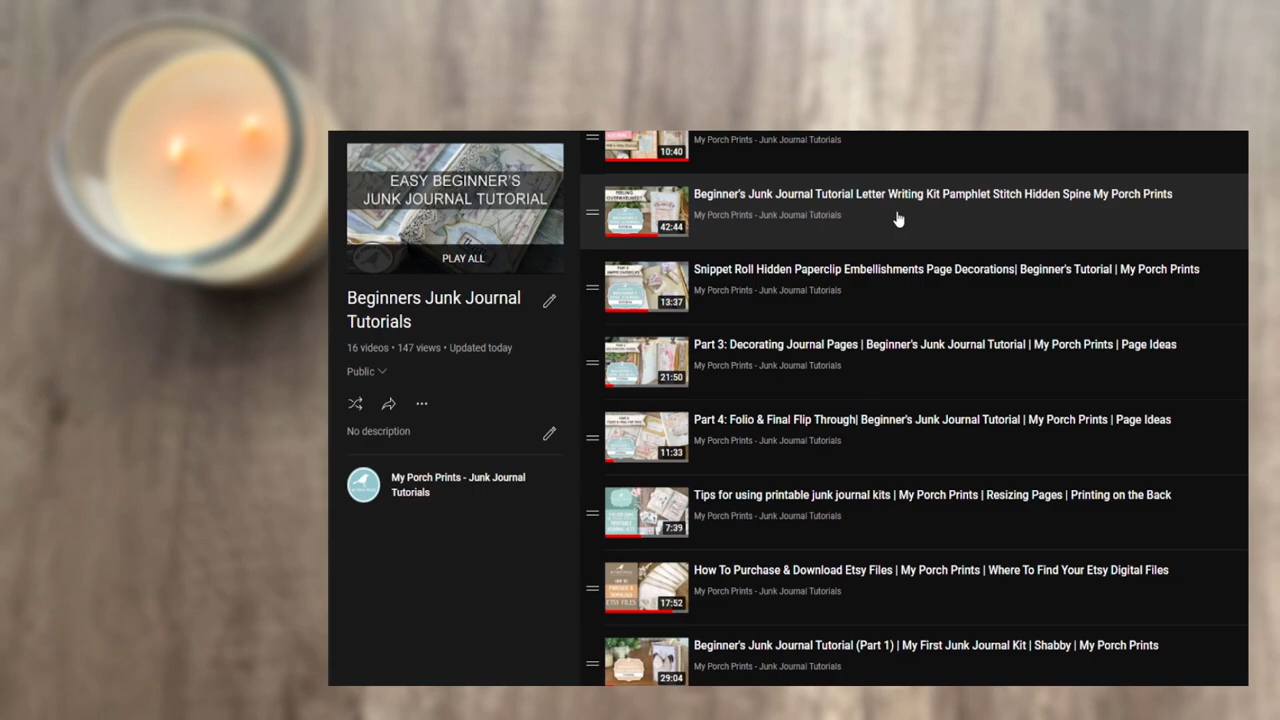 EASY BEGINNER'S
JUNK JOURNAL TUTORIAL
PLAY ALL
Beginners Junk Journal
Tutorials
16 videos • 147 views • Updated today
Public
No description
My Porch Prints - Junk Journal
Tutorials
My Porch Prints - Junk Journal Tutorials
10:40
Beginner's Junk Journal Tutorial Letter Writing Kit Pamphlet Stitch Hidden Spine My Porch Prints
My Porch Prints - Junk Journal Tutorials
42:44
Snippet Roll Hidden Paperclip Embellishments Page Decorations| Beginner's Tutorial | My Porch Prints
My Porch Prints - Junk Journal Tutorials
13:37
Part 3: Decorating Journal Pages | Beginner's Junk Journal Tutorial | My Porch Prints | Page Ideas
My Porch Prints - Junk Journal Tutorials
21:50
Part 4: Folio & Final Flip Through| Beginner's Junk Journal Tutorial | My Porch Prints | Page Ideas
My Porch Prints - Junk Journal Tutorials
11:33
Tips for using printable junk journal kits | My Porch Prints | Resizing Pages | Printing on the Back
My Porch Prints - Junk Journal Tutorials
7:39
How To Purchase & Download Etsy Files | My Porch Prints | Where To Find Your Etsy Digital Files
My Porch Prints - Junk Journal Tutorials
17:52
Beginner's Junk Journal Tutorial (Part 1) | My First Junk Journal Kit | Shabby | My Porch Prints
My Porch Prints - Junk Journal Tutorials
29:04